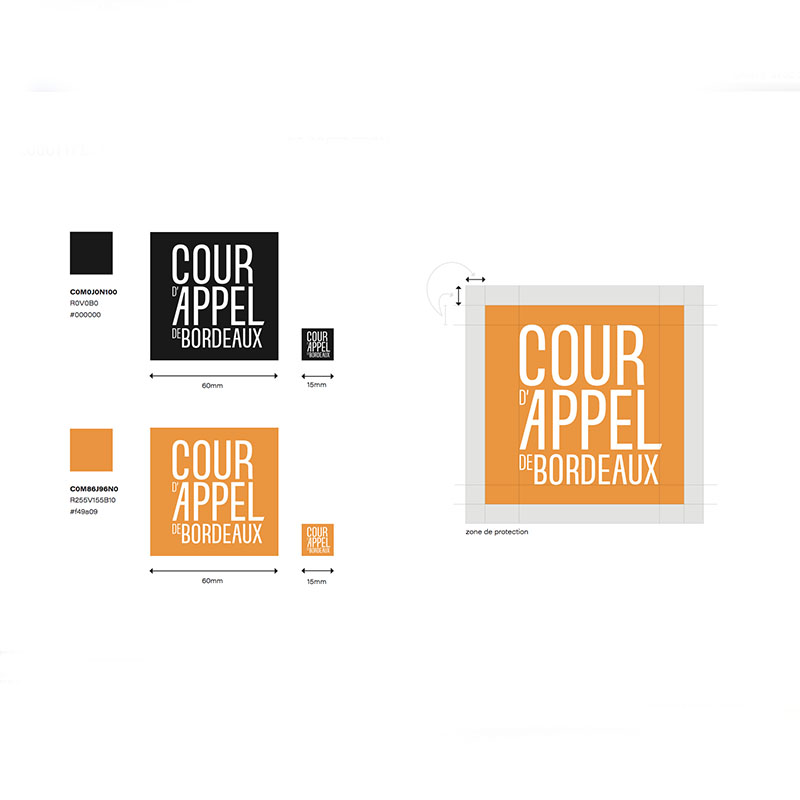 C0M0J0N100
R0V0B0
#000000
COUR
D'APPEL
DE BORDEAUX
60mm
COUR
D'APPEL
DE BORDEAUX
15mm
C0M86J96N0
R255V155B10
#f49s09
COUR
D'APPEL
DE BORDEAUX
60mm
COUR
D'APPEL
DE BORDEAUX
15mm
COUR
D'APPEL
DE BORDEAUX
zone de protection